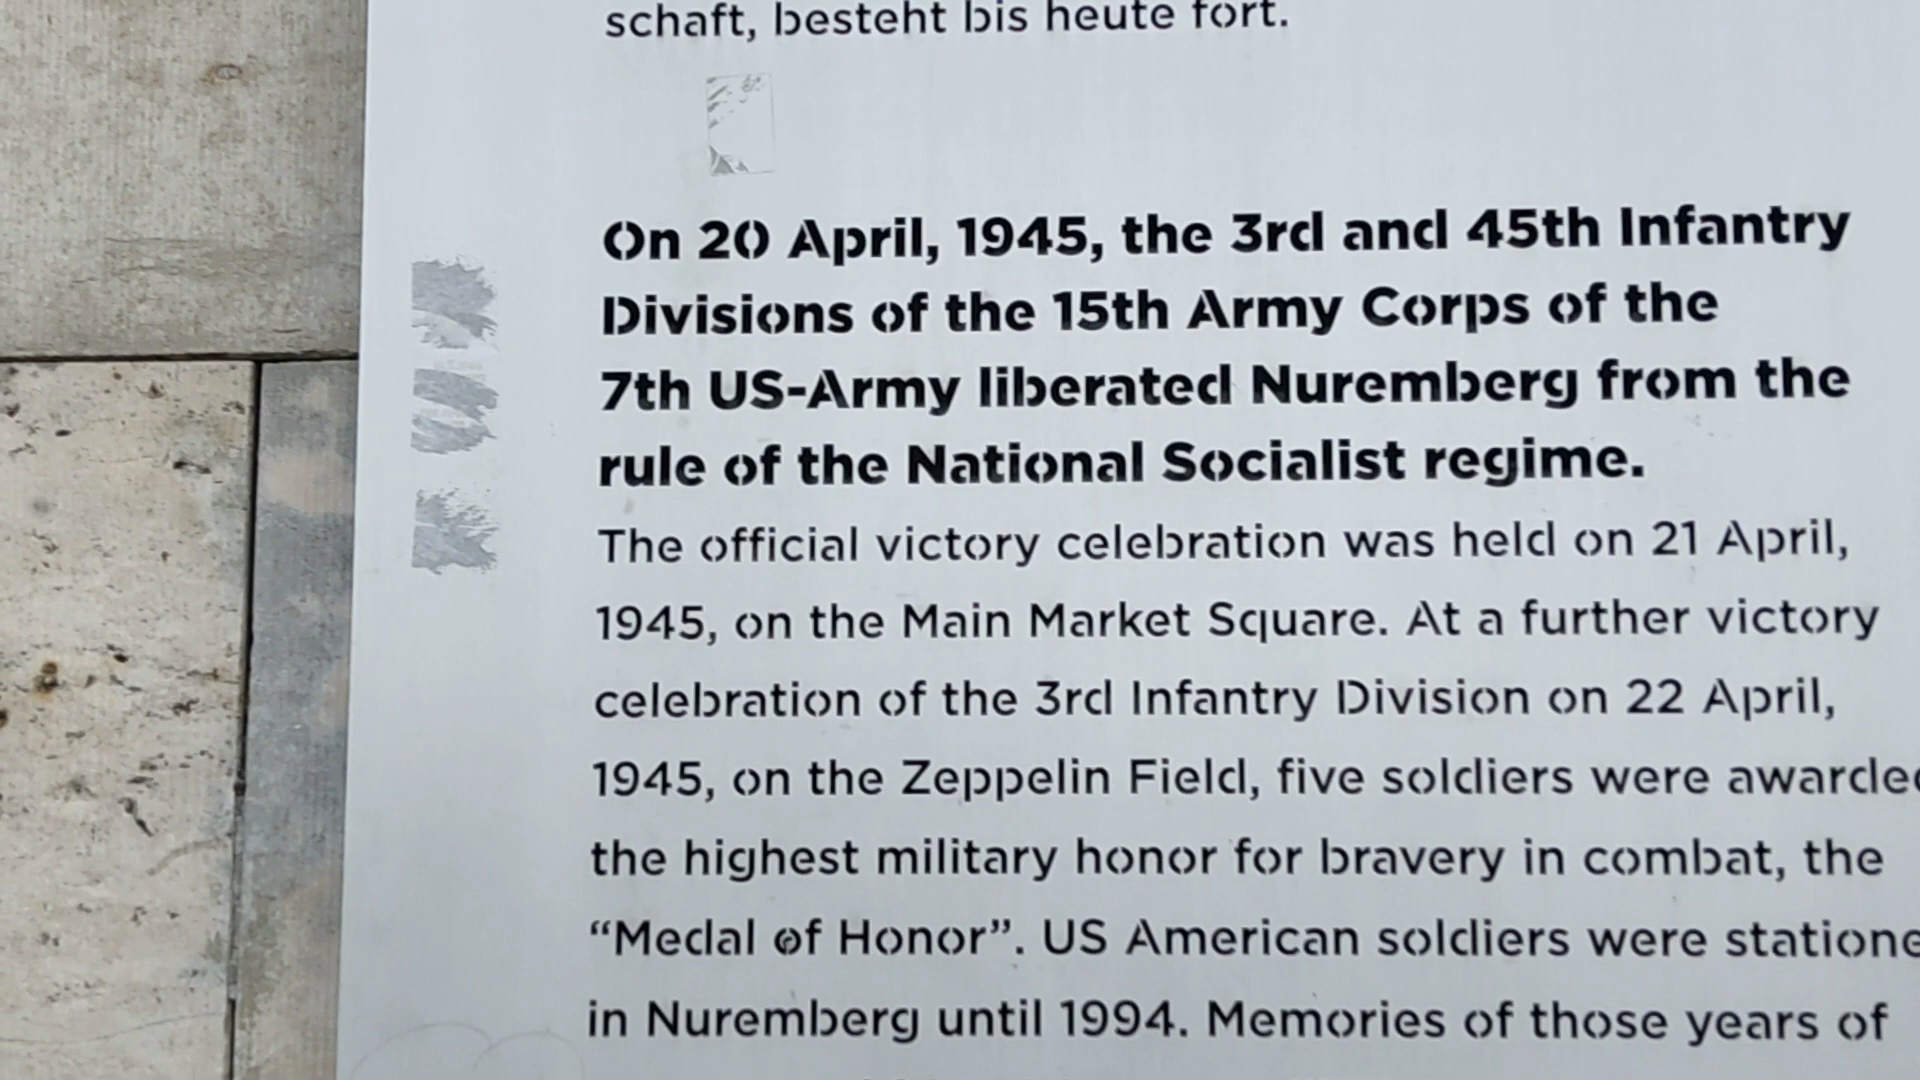 schaft, besteht bis heute fort.
On 20 April, 1945, the 3rd and 45th Infantry
Divisions of the 15th Army Corps of the
7th US-Army liberated Nuremberg from the
rule of the National Socialist regime.
The official victory celebration was held on 21 April,
1945, on the Main Market Square. At a further victory
celebration of the 3rd Infantry Division on 22 April,
1945, on the Zeppelin Field, five soldiers were awarded
the highest military honor for bravery in combat, the
“Medal of Honor”. US American soldiers were statione
in Nuremberg until 1994. Memories of those years of